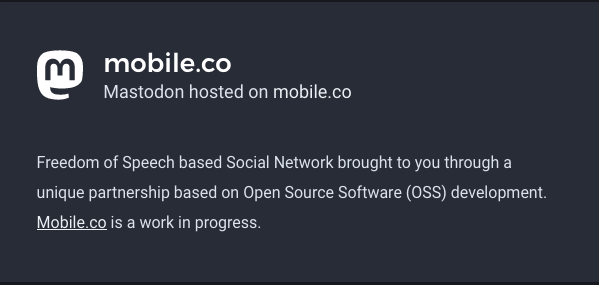 mobile.co
Mastodon hosted on mobile.co
Freedom of Speech based Social Network brought to you through a
unique partnership based on Open Source Software (OSS) development.
Mobile.co is a work in progress.